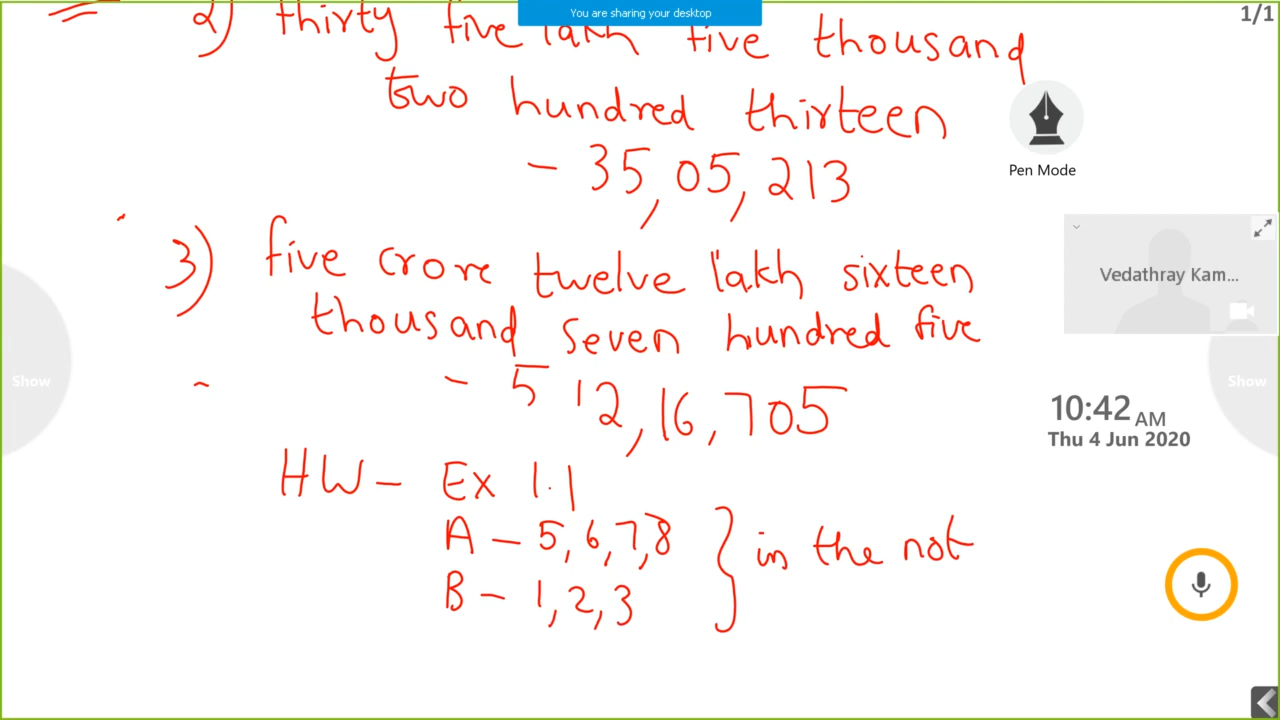 You are sharing your desktop
1/1
2) thirty five lakh five thousand
two hundred thirteen
- 35,05,213
Pen Mode
3) five crore twelve lakh sixteen
thousand seven hundred five
- 5 12,16,705
Vedathray Kam...
Show
Show
10:42 AM
Thu 4 Jun 2020
HW - Ex 1.1
A - 5,6,7,8 } in the not
B - 1,2,3